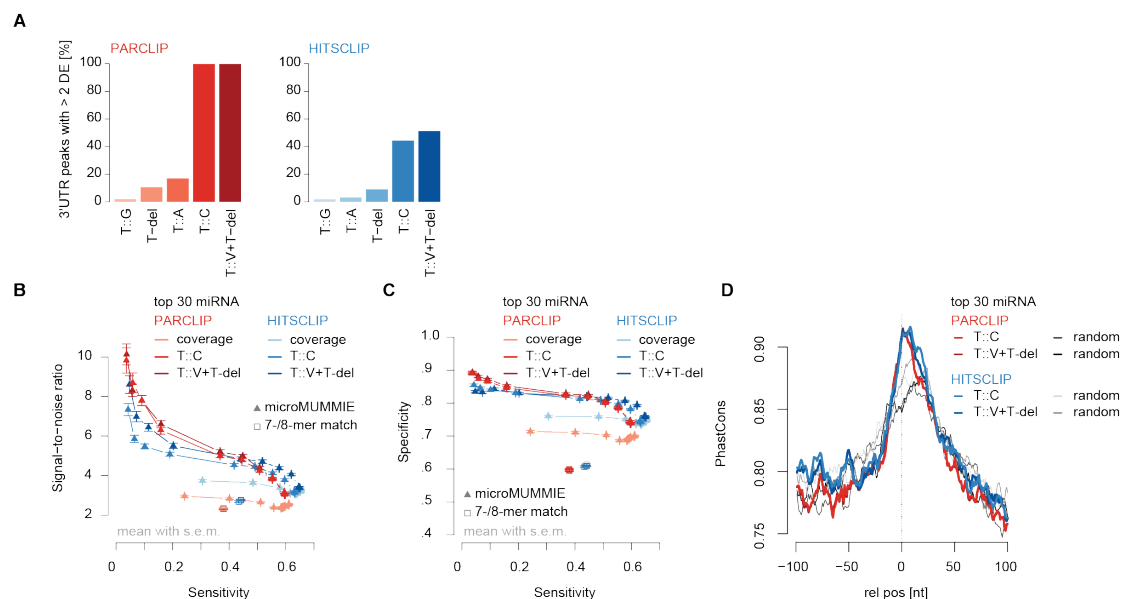 A
PARCLIP
HITSCLIP
3'UTR peaks with > 2 DE [%]
100
80
60
40
20
0
T::G
T−del
T::A
T::C
T::V+T−del
100
80
60
40
20
0
T::G
T::A
T−del
T::C
T::V+T−del
B
top 30 miRNA
PARCLIP
HITSCLIP
coverage
coverage
T::C
T::C
T::V+T-del
T::V+T-del
microMUMMIE
7-/8-mer match
Signal−to−noise ratio
10
8
6
4
2
mean with s.e.m.
0
0.2
0.4
0.6
Sensitivity
C
top 30 miRNA
PARCLIP
HITSCLIP
coverage
coverage
T::C
T::C
T::V+T-del
T::V+T-del
Specificity
1.0
.9
.8
.7
.6
.5
.4
microMUMMIE
7-/8-mer match
mean with s.e.m.
0
0.2
0.4
0.6
Sensitivity
D
top 30 miRNA
PARCLIP
T::C
random
T::V+T-del
random
HITSCLIP
T::C
random
T::V+T-del
random
PhastCons
0.90
0.85
0.80
0.75
−100
−50
0
50
100
rel pos [nt]